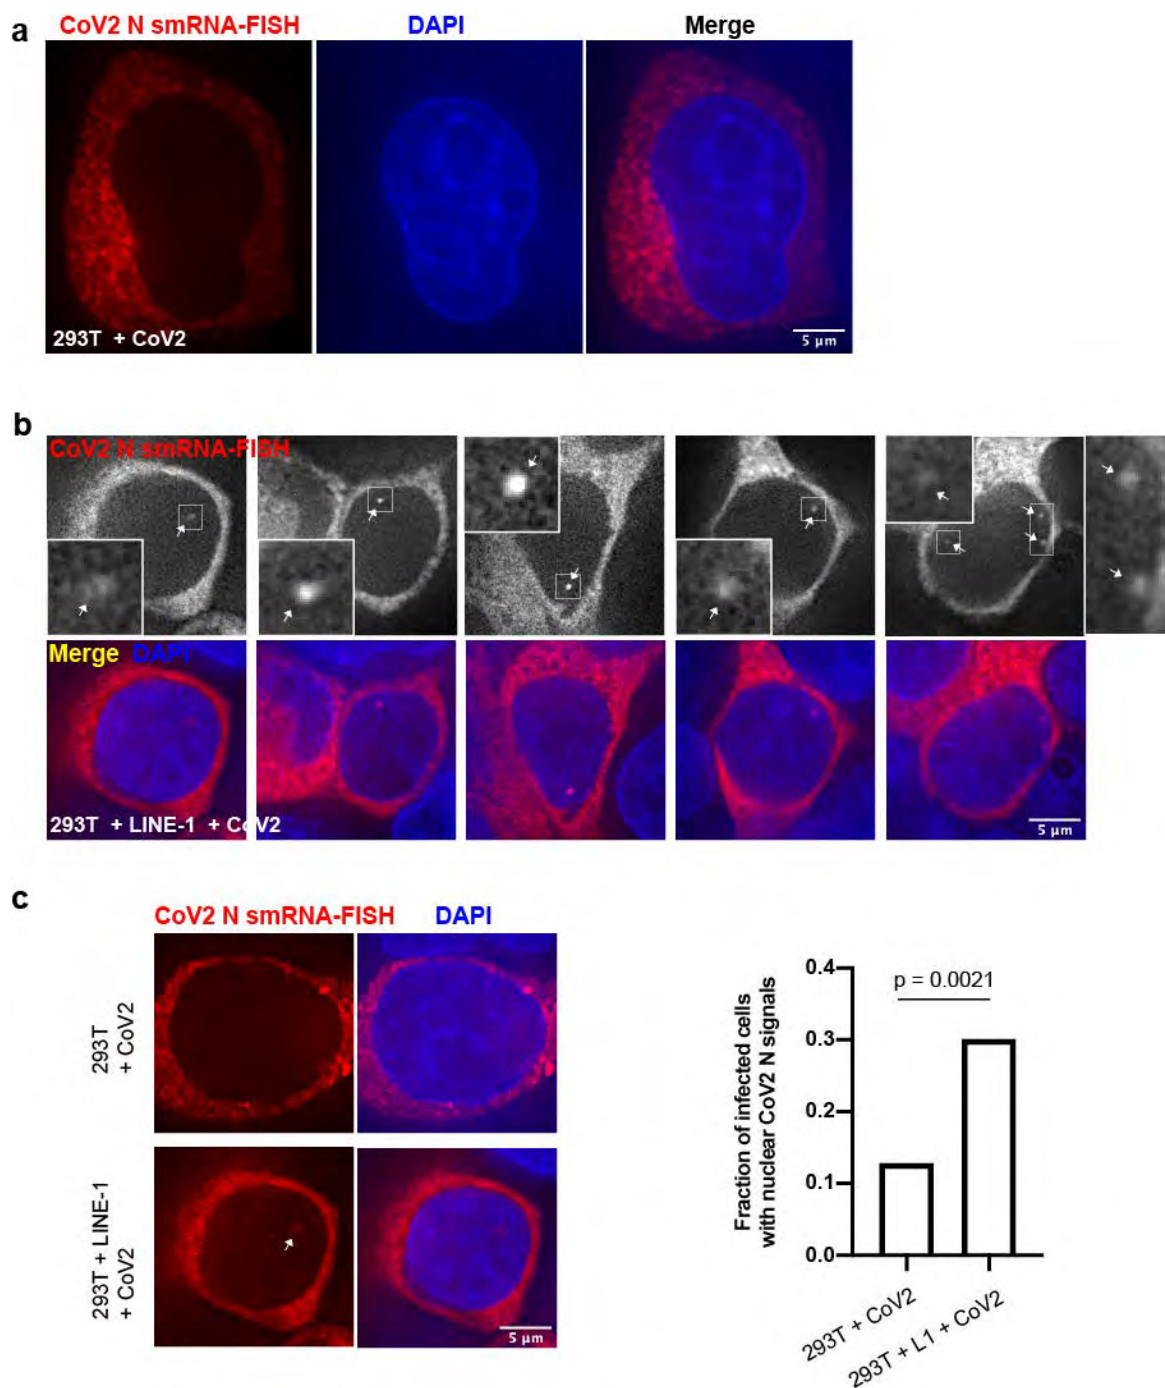 a
CoV2 N smRNA-FISH
DAPI
Merge
293T + CoV2
5 µm
b
CoV2 N smRNA-FISH
Merge DAPI
293T + LINE-1 + CoV2
5 µm
c
CoV2 N smRNA-FISH
DAPI
293T
+ CoV2
293T + LINE-1
+ CoV2
5 µm
Fraction of infected cells
with nuclear CoV2 N signals
0.4
0.3
0.2
0.1
0.0
p = 0.0021
293T + CoV2
293T + L1 + CoV2